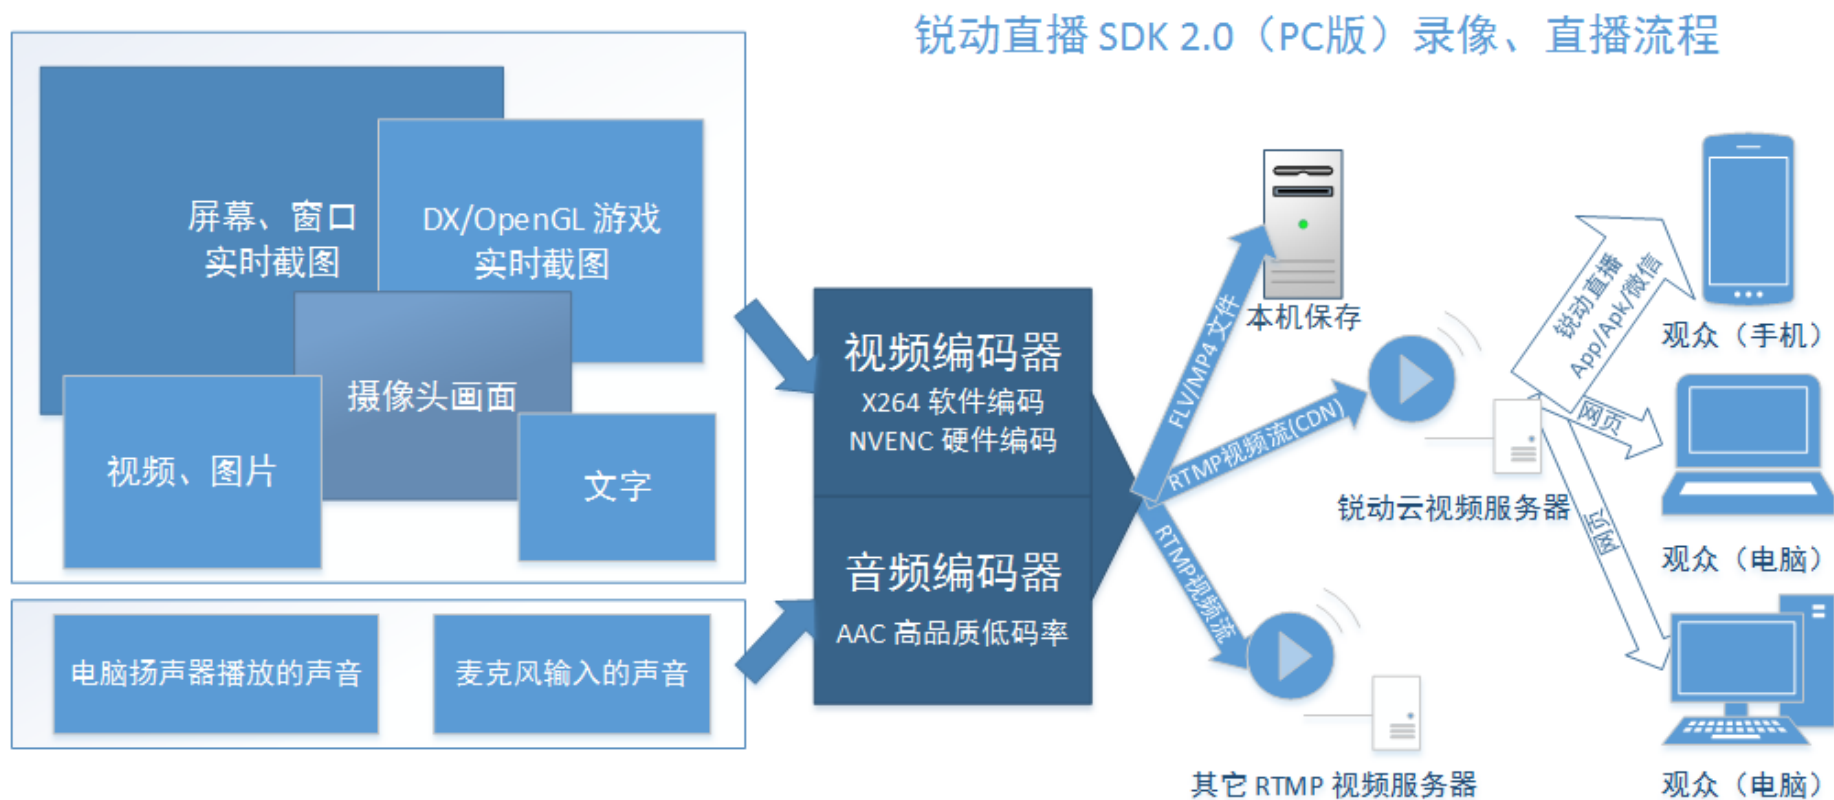 锐动直播 SDK 2.0（PC版）录像、直播流程
屏幕、窗口
实时截图
DX/OpenGL 游戏
实时截图
摄像头画面
视频、图片
文字
电脑扬声器播放的声音
麦克风输入的声音
视频编码器
X264 软件编码
NVENC 硬件编码
音频编码器
AAC 高品质低码率
FLV/MP4 文件
本机保存
RTMP视频流(CDN)
锐动云视频服务器
RTMP视频流
其它 RTMP 视频服务器
锐动直播
App/Apk/微信
观众（手机）
网页
观众（电脑）
网页
观众（电脑）